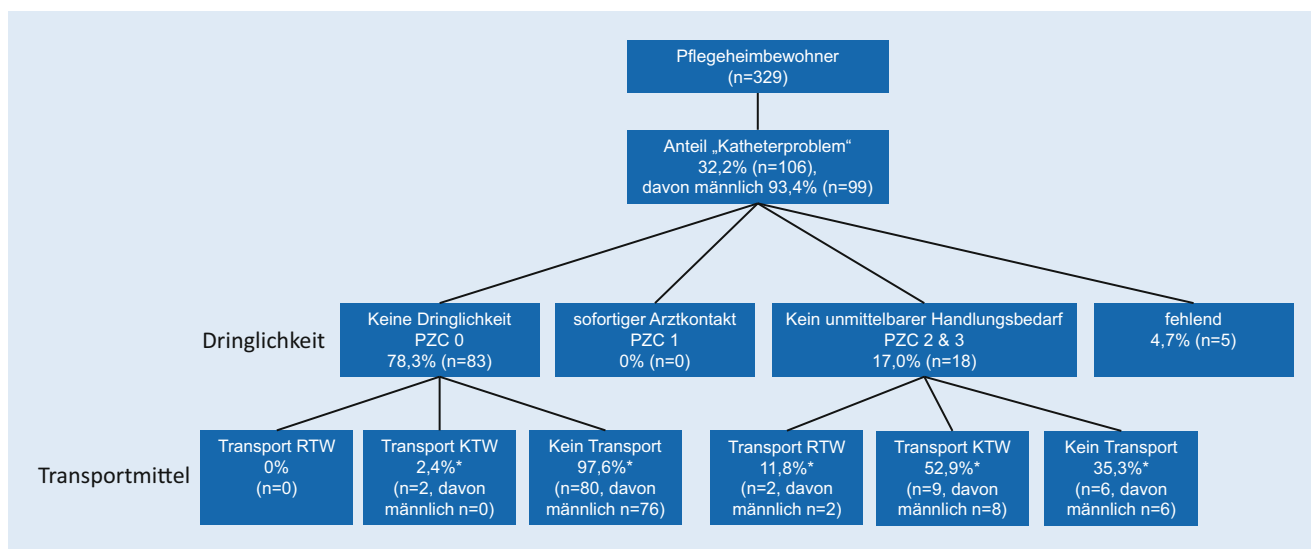 Pflegeheimbewohner
(n=329)
Anteil „Katheterproblem“
32,2% (n=106),
davon männlich 93,4% (n=99)
Dringlichkeit
Keine Dringlichkeit
PZC 0
78,3% (n=83)
sofortiger Arztkontakt
PZC 1
0% (n=0)
Kein unmittelbarer Handlungsbedarf
PZC 2 & 3
17,0% (n=18)
fehlend
4,7% (n=5)
Transportmittel
Transport RTW
0%
(n=0)
Transport KTW
2,4%*
(n=2, davon
männlich n=0)
Kein Transport
97,6%*
(n=80, davon
männlich n=76)
Transport RTW
11,8%*
(n=2, davon
männlich n=2)
Transport KTW
52,9%*
(n=9, davon
männlich n=8)
Kein Transport
35,3%*
(n=6, davon
männlich n=6)